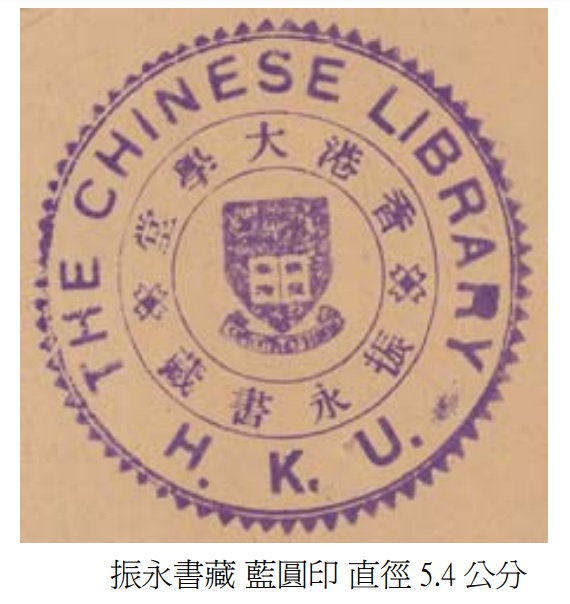 THE CHINESE LIBRARY
香港大學堂
振永書藏
H. K. U.
振永書藏 藍圓印 直徑 5.4 公分